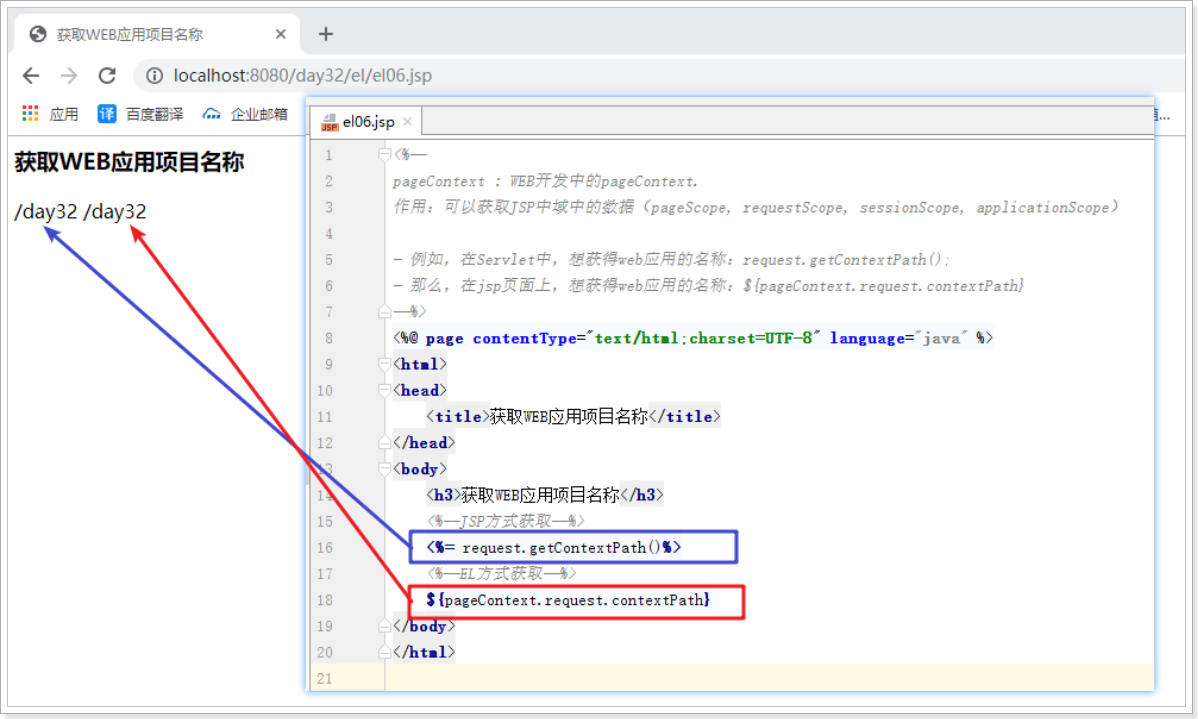 获取WEB应用项目名称
localhost:8080/day32/el/el06.jsp
应用 译 百度翻译 企业邮箱
获取WEB应用项目名称
/day32 /day32
JSP el06.jsp
1 <%--
2 pageContext : WEB开发中的pageContext.
3 作用：可以获取JSP中域中的数据（pageScope, requestScope, sessionScope, applicationScope）
4
5 - 例如，在Servlet中，想获得web应用的名称：request.getContextPath();
6 - 那么，在jsp页面上，想获得web应用的名称：${pageContext.request.contextPath}
7 --%>
8 <%@ page contentType="text/html;charset=UTF-8" language="java" %>
9 <html>
10 <head>
11 <title>获取WEB应用项目名称</title>
12 </head>
13 <body>
14 <h3>获取WEB应用项目名称</h3>
15 <%--JSP方式获取--%>
16 <%= request.getContextPath()%>
17 <%--EL方式获取--%>
18 ${pageContext.request.contextPath}
19 </body>
20 </html>
21